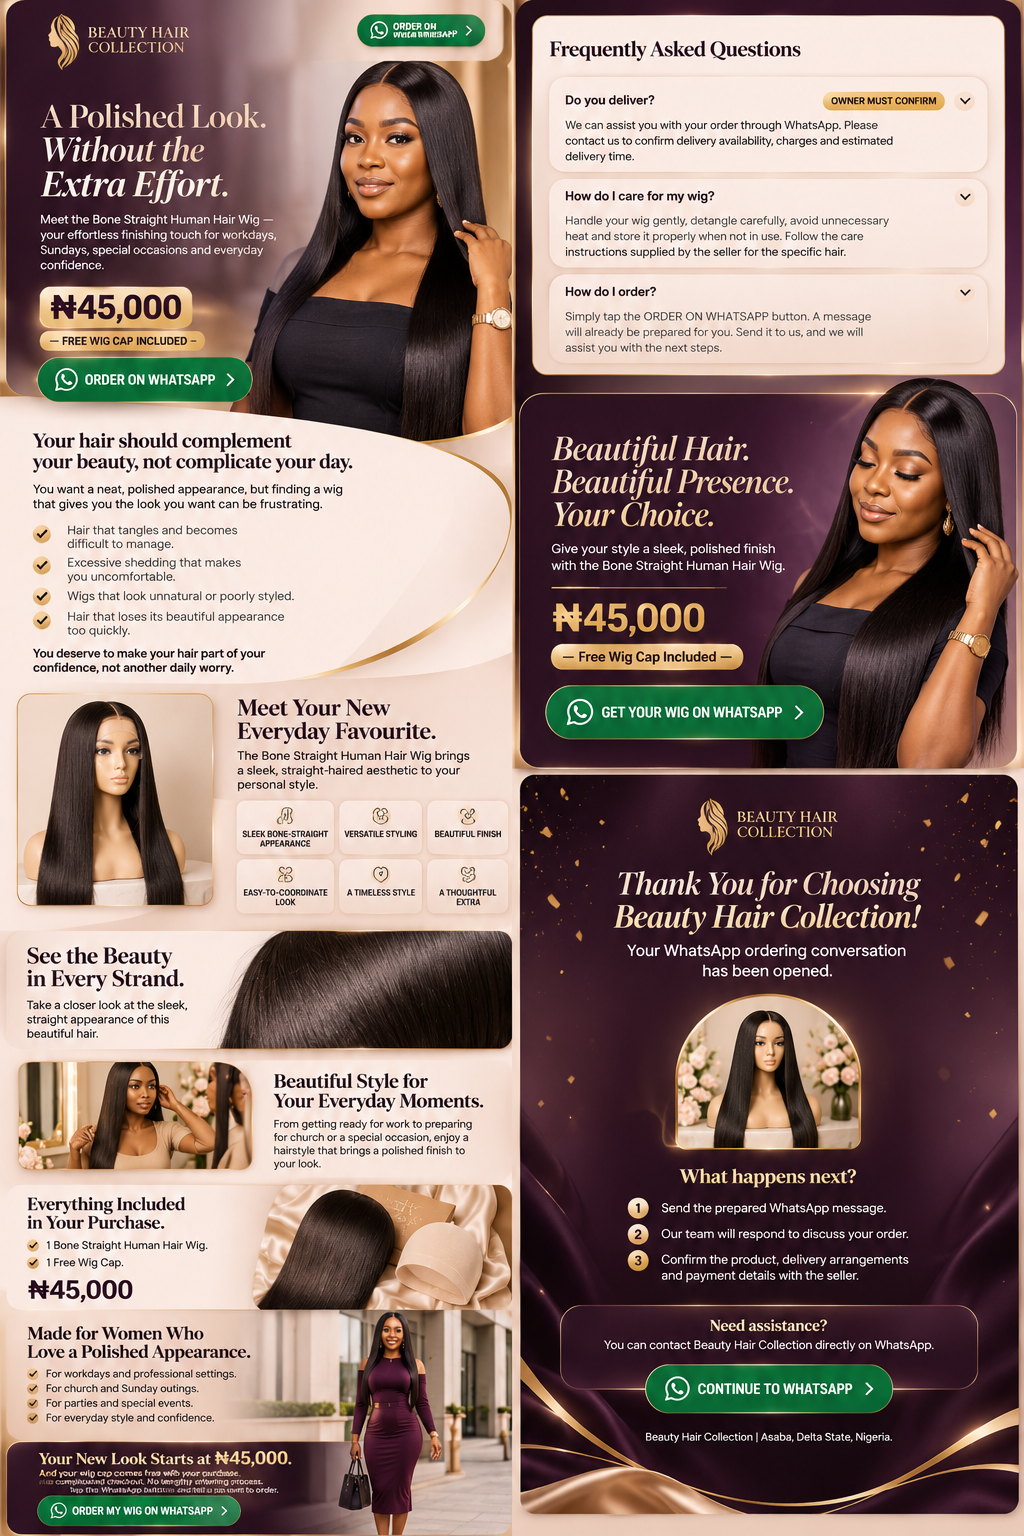 BEAUTY HAIR
COLLECTION
ORDER ON
A Polished Look.
Without the
Extra Effort.
Meet the Bone Straight Human Hair Wig —
your effortless finishing touch for workdays,
Sundays, special occasions and everyday
confidence.
₦45,000
— FREE WIG CAP INCLUDED –
ORDER ON WHATSAPP
Your hair should complement
your beauty, not complicate your day.
You want a neat, polished appearance, but finding a wig
that gives you the look you want can be frustrating.
Hair that tangles and becomes
difficult to manage.
Excessive shedding that makes
you uncomfortable.
Wigs that look unnatural or poorly styled.
Hair that loses its beautiful appearance
too quickly.
You deserve to make your hair part of your
confidence, not another daily worry.
Meet Your New
Everyday Favourite.
The Bone Straight Human Hair Wig brings
a sleek, straight-haired aesthetic to your
personal style.
SLEEK BONE-STRAIGHT
APPEARANCE
VERSATILE STYLING
BEAUTIFUL FINISH
EASY-TO-COORDINATE
LOOK
A TIMELESS STYLE
A THOUGHTFUL
EXTRA
See the Beauty
in Every Strand.
Take a closer look at the sleek,
straight appearance of this
beautiful hair.
Beautiful Style for
Your Everyday Moments.
From getting ready for work to preparing
for church or a special occasion, enjoy a
hairstyle that brings a polished finish to
your look.
Everything Included
in Your Purchase.
1 Bone Straight Human Hair Wig.
1 Free Wig Cap.
₦45,000
Made for Women Who
Love a Polished Appearance.
For workdays and professional settings.
For church and Sunday outings.
For parties and special events.
For everyday style and confidence.
Your New Look Starts at ₦45,000.
And your wig cap comes free with your purchase.
No lengthy ordering process.
Tap the WhatsApp button and to order.
ORDER MY WIG ON WHATSAPP
Frequently Asked Questions
Do you deliver?
OWNER MUST CONFIRM
We can assist you with your order through WhatsApp. Please
contact us to confirm delivery availability, charges and estimated
delivery time.
How do I care for my wig?
Handle your wig gently, detangle carefully, avoid unnecessary
heat and store it properly when not in use. Follow the care
instructions supplied by the seller for the specific hair.
How do I order?
Simply tap the ORDER ON WHATSAPP button. A message
will already be prepared for you. Send it to us, and we will
assist you with the next steps.
Beautiful Hair.
Beautiful Presence.
Your Choice.
Give your style a sleek, polished finish
with the Bone Straight Human Hair Wig.
₦45,000
— Free Wig Cap Included —
GET YOUR WIG ON WHATSAPP
BEAUTY HAIR
COLLECTION
Thank You for Choosing
Beauty Hair Collection!
Your WhatsApp ordering conversation
has been opened.
What happens next?
1 Send the prepared WhatsApp message.
2 Our team will respond to discuss your order.
3 Confirm the product, delivery arrangements
and payment details with the seller.
Need assistance?
You can contact Beauty Hair Collection directly on WhatsApp.
CONTINUE TO WHATSAPP
Beauty Hair Collection | Asaba, Delta State, Nigeria.